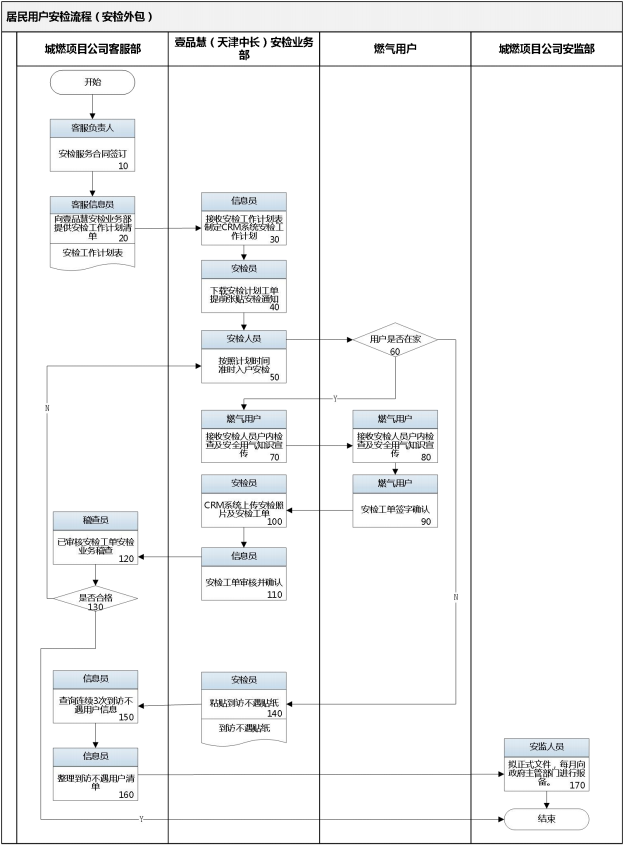 居民用户安检流程（安检外包）
城燃项目公司客服部
壹品慧（天津中长）安检业务
部
燃气用户
城燃项目公司安监部
开始
客服负责人
安检服务合同签订
10
客服信息员
向壹品慧安检业务部
提供安检工作计划清
单
20
安检工作计划表
信息员
接收安检工作计划表
制定CRM系统安检工
作计划
30
安检员
下载安检计划工单
提前张贴安检通知
40
安检人员
按照计划时间
准时入户安检
50
用户是否在家
60
N
Y
燃气用户
接收安检人员户内检
查及安全用气知识宣
传
70
燃气用户
接收安检人员户内检
查及安全用气知识宣
传
80
安检员
CRM系统上传安检照
片及安检工单
100
燃气用户
安检工单签字确认
90
稽查员
已审核安检工单安检
业务稽查
120
信息员
安检工单审核并确认
110
是否合格
130
N
信息员
查询连续3次到访不
遇用户信息
150
安检员
粘贴到访不遇贴纸
140
到访不遇贴纸
信息员
整理到访不遇用户清
单
160
安监人员
拟正式文件，每月向
政府主管部门进行报
备。
170
Y
结束